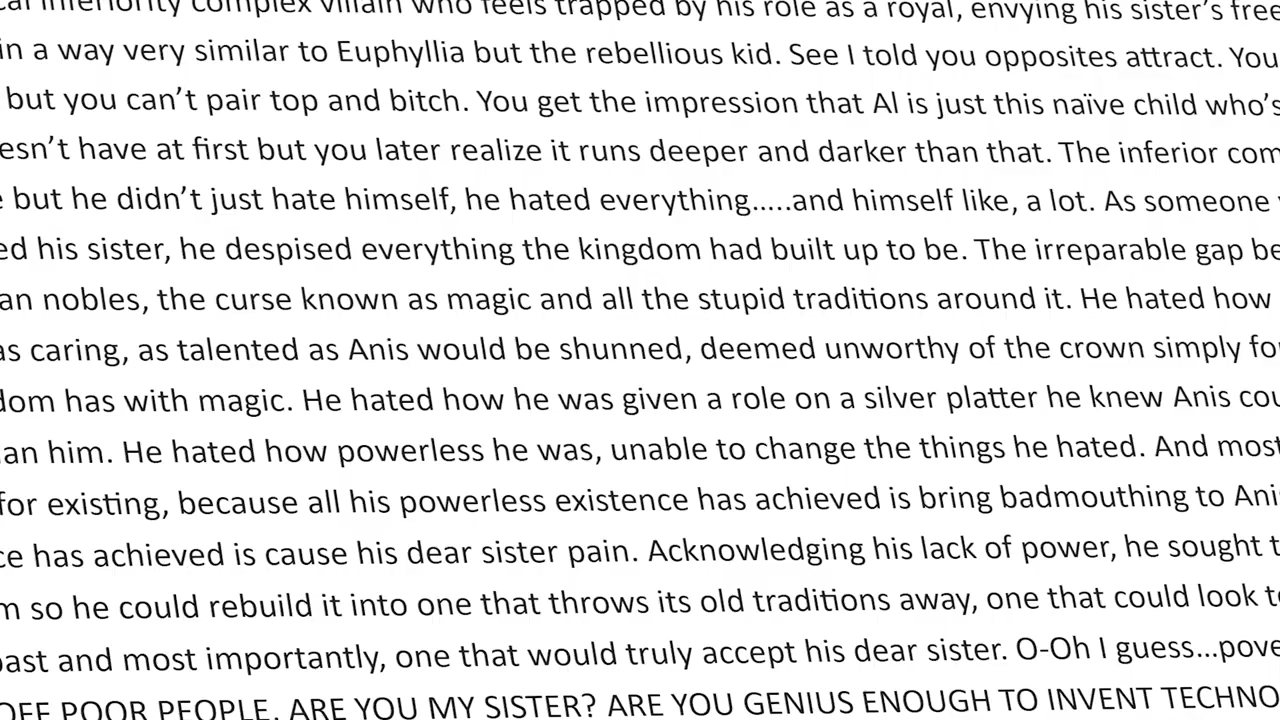 inferiority complex villain who feels trapped by his role as a royal, envying his sister's
in a way very similar to Euphyllia but the rebellious kid. See I told you opposites attract. You
but you can't pair top and bitch. You get the impression that Al is just this naïve child who's
esn't have at first but you later realize it runs deeper and darker than that. The inferior com
but he didn't just hate himself, he hated everything.....and himself like, a lot. As someone
ed his sister, he despised everything the kingdom had built up to be. The irreparable gap be
an nobles, the curse known as magic and all the stupid traditions around it. He hated how
as caring, as talented as Anis would be shunned, deemed unworthy of the crown simply fo
dom has with magic. He hated how he was given a role on a silver platter he knew Anis cou
an him. He hated how powerless he was, unable to change the things he hated. And most
for existing, because all his powerless existence has achieved is bring badmouthing to Ani
ce has achieved is cause his dear sister pain. Acknowledging his lack of power, he sought t
m so he could rebuild it into one that throws its old traditions away, one that could look to
past and most importantly, one that would truly accept his dear sister. O-Oh I guess...pove
OFF POOR PEOPLE. ARE YOU MY SISTER? ARE YOU GENIUS ENOUGH TO INVENT TECHNO